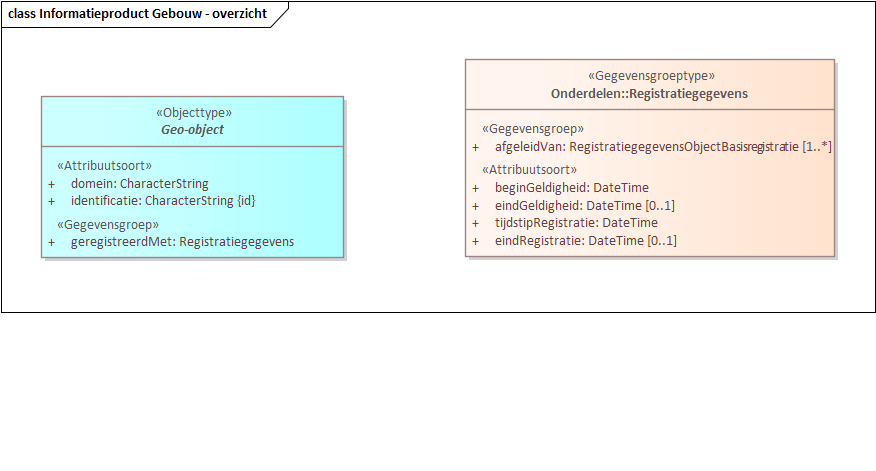 class Informatieproduct Gebouw - overzicht
«Objecttype»
Geo-object
«Attribuutsoort»
+ domein: CharacterString
+ identificatie: CharacterString {id}
«Gegevensgroep»
+ geregistreerdMet: Registratiegegevens
«Gegevensgroeptype»
Onderdelen::Registratiegegevens
«Gegevensgroep»
+ afgeleidVan: RegistratiegegevensObjectBasisregistratie [1..*]
«Attribuutsoort»
+ beginGeldigheid: DateTime
+ eindGeldigheid: DateTime [0..1]
+ tijdstipRegistratie: DateTime
+ eindRegistratie: DateTime [0..1]